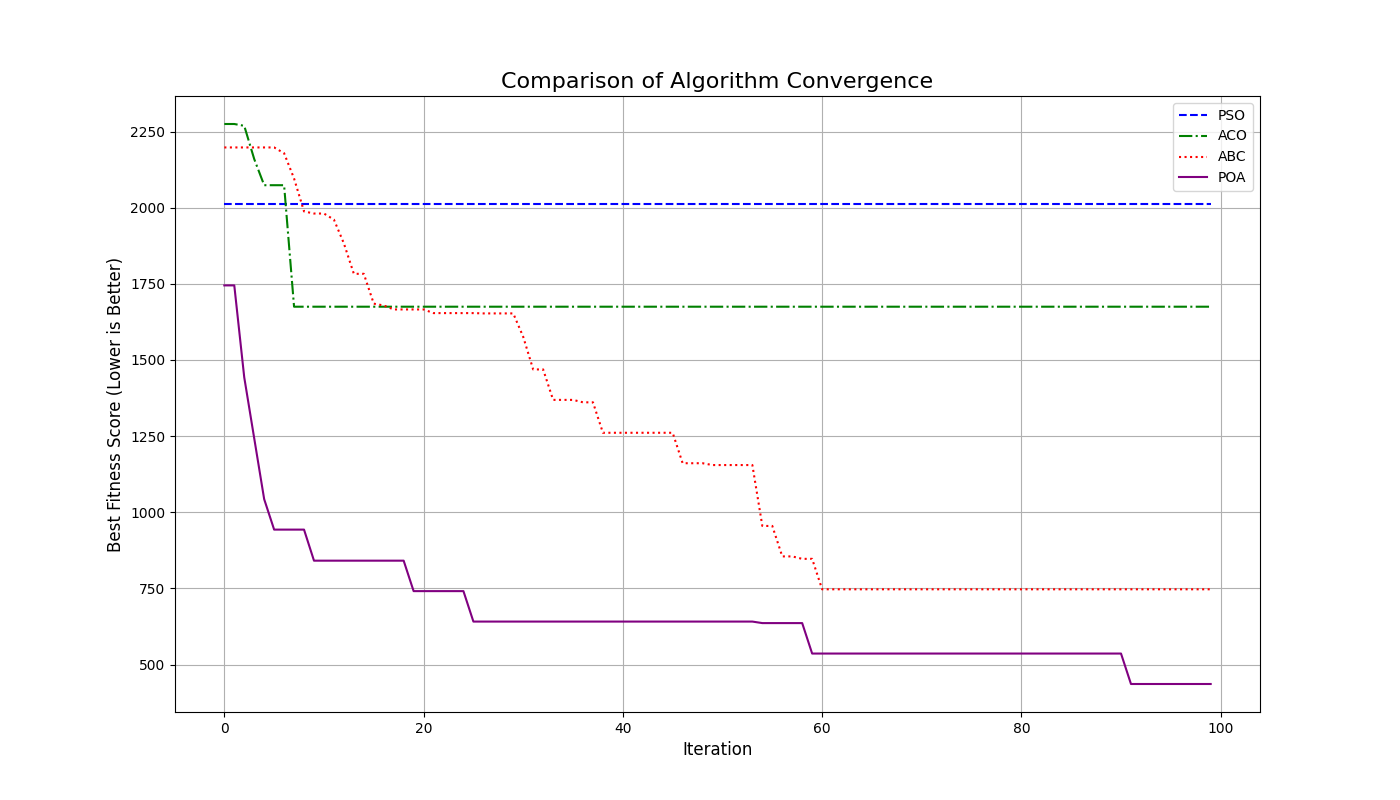 Comparison of Algorithm Convergence
PSO
ACO
ABC
POA
Best Fitness Score (Lower is Better)
2250
2000
1750
1500
1250
1000
750
500
0 20 40 60 80 100
Iteration